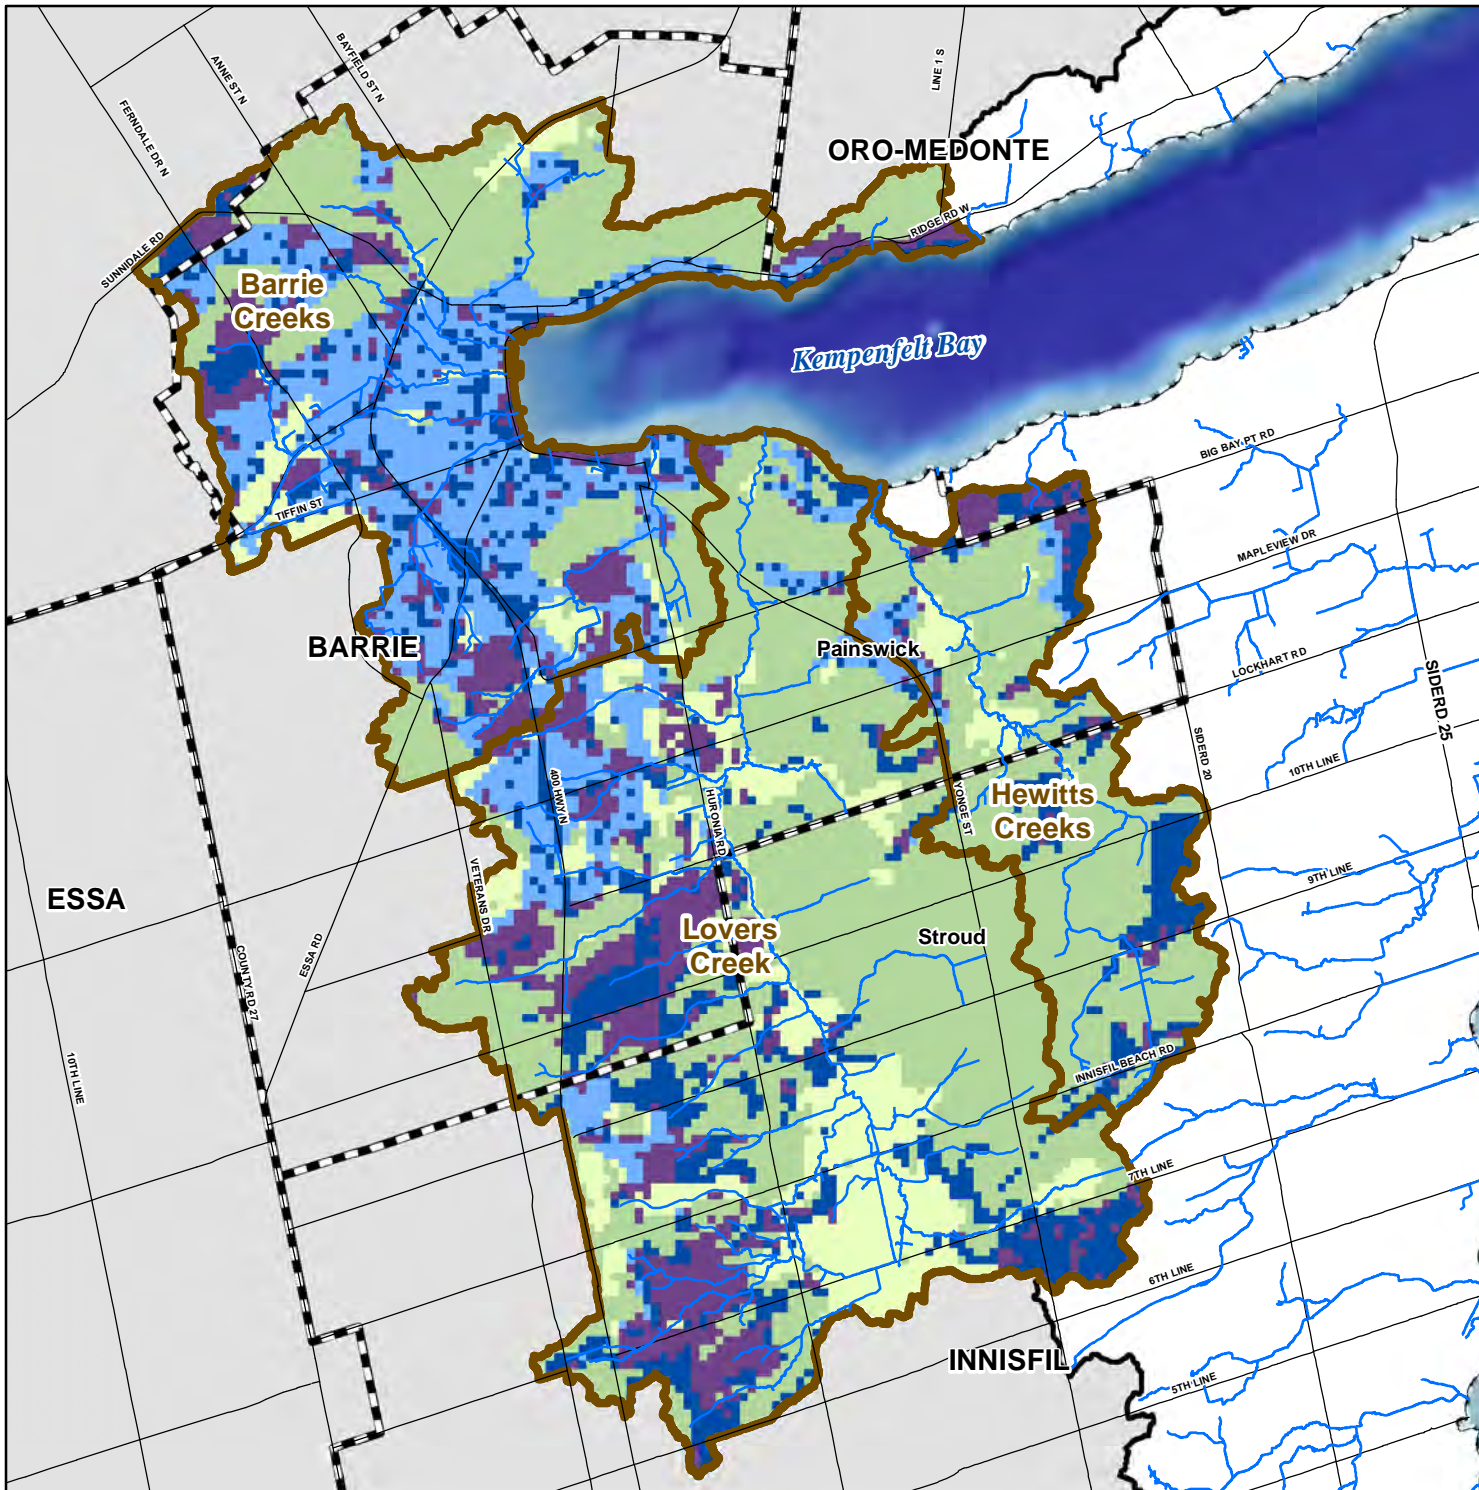 BAYFIELD ST N
ANNE ST N
FERNDALE DR N
LINE 1 S
ORO-MEDONTE
RIDGE RD W
SUNNIDALE RD
Barrie
Creeks
Kempenfelt Bay
BIG BAY PT RD
TIFFIN ST
MAPLEVIEW DR
BARRIE
Painswick
LOCKHART RD
SIDERD 25
SIDERD 20
10TH LINE
400 HWY N
HURONIA RD
YONGE ST
Hewitts
Creeks
VETERANS DR
9TH LINE
ESSA
Lovers
Creek
Stroud
ESSA RD
COUNTY RD 27
10TH LINE
INNISFIL BEACH RD
7TH LINE
6TH LINE
INNISFIL
5TH LINE